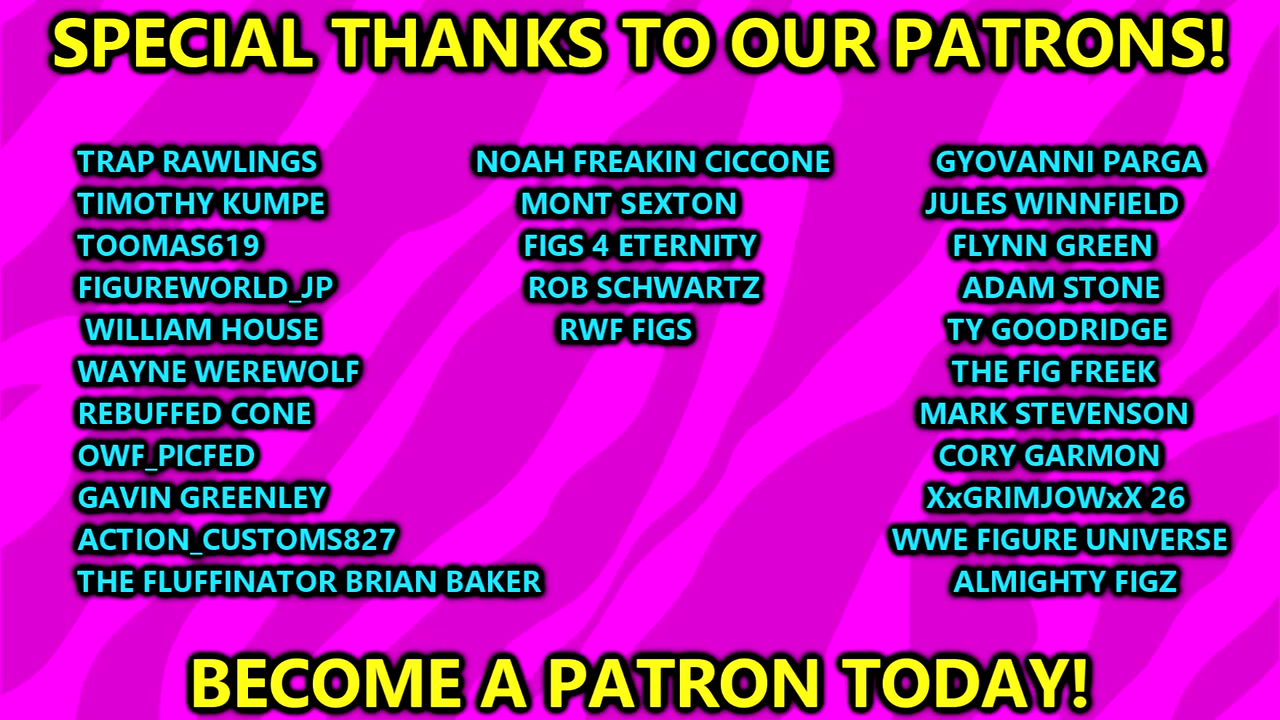 SPECIAL THANKS TO OUR PATRONS!
TRAP RAWLINGS
TIMOTHY KUMPE
TOOMAS619
FIGUREWORLD_JP
WILLIAM HOUSE
WAYNE WEREWOLF
REBUFFED CONE
OWF_PICFED
GAVIN GREENLEY
ACTION_CUSTOMS827
THE FLUFFINATOR BRIAN BAKER
NOAH FREAKIN CICCONE
MONT SEXTON
FIGS 4 ETERNITY
ROB SCHWARTZ
RWF FIGS
GYOVANNI PARGA
JULES WINNFIELD
FLYNN GREEN
ADAM STONE
TY GOODRIDGE
THE FIG FREEK
MARK STEVENSON
CORY GARMON
XxGRIMJOWxX 26
WWE FIGURE UNIVERSE
ALMIGHTY FIGZ
BECOME A PATRON TODAY!